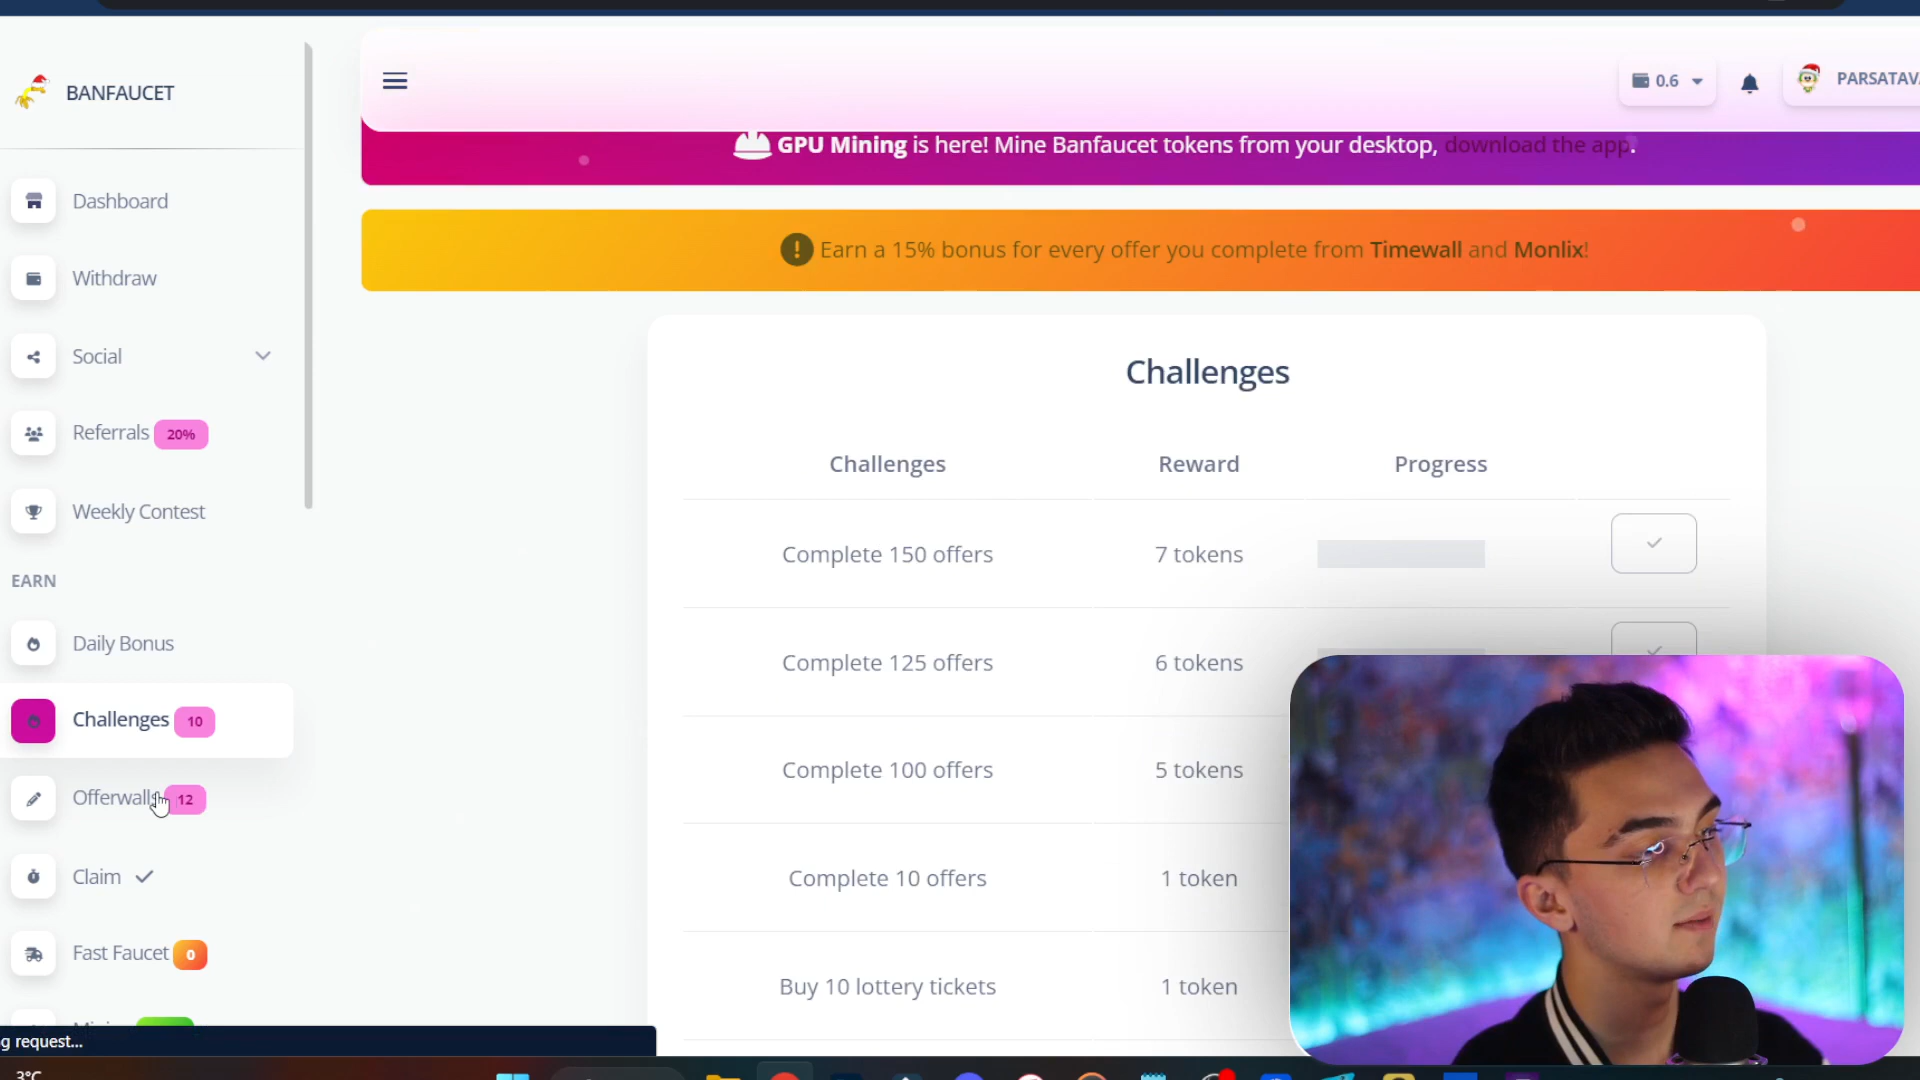 BANFAUCET
0.6
PARSATAV
GPU Mining is here! Mine Banfaucet tokens from your desktop, download the app.
Earn a 15% bonus for every offer you complete from Timewall and Monlix!
Dashboard
Withdraw
Social
Referrals 20%
Weekly Contest
EARN
Daily Bonus
Challenges 10
Offerwalls 12
Claim
Fast Faucet 0
Challenges
Challenges Reward Progress
Complete 150 offers 7 tokens
Complete 125 offers 6 tokens
Complete 100 offers 5 tokens
Complete 10 offers 1 token
Buy 10 lottery tickets 1 token
g request...
3°C